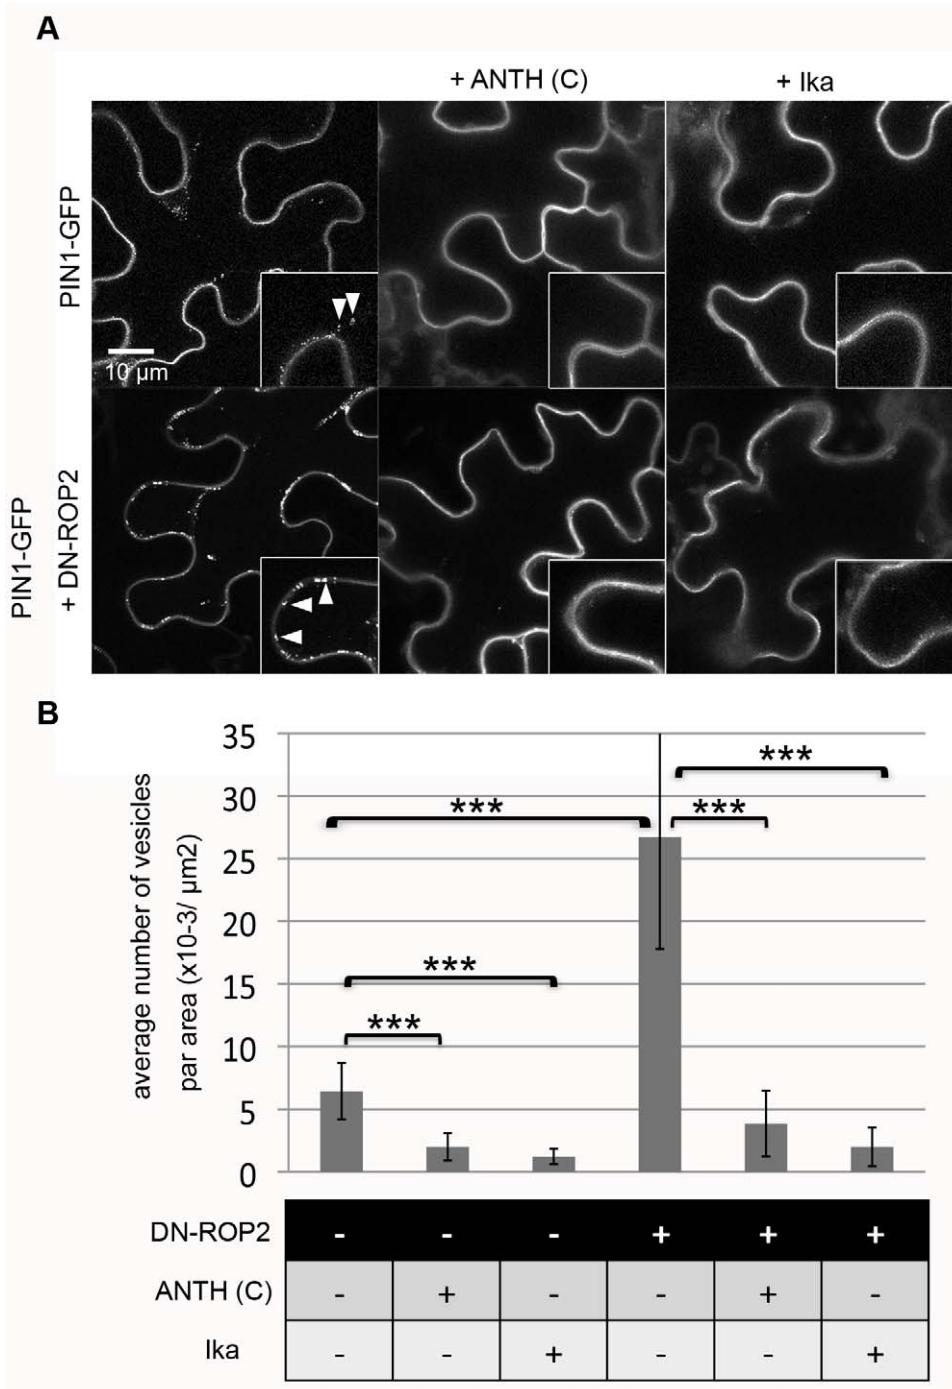 A
+ ANTH (C)
+ Ika
PIN1-GFP
10 µm
PIN1-GFP
+ DN-ROP2
B
average number of vesicles
par area (x10-3/ µm2)
35
30
25
20
15
10
5
0
***
***
***
***
***
DN-ROP2 - - - + + +
ANTH (C) - + - - + -
Ika - - + - - +